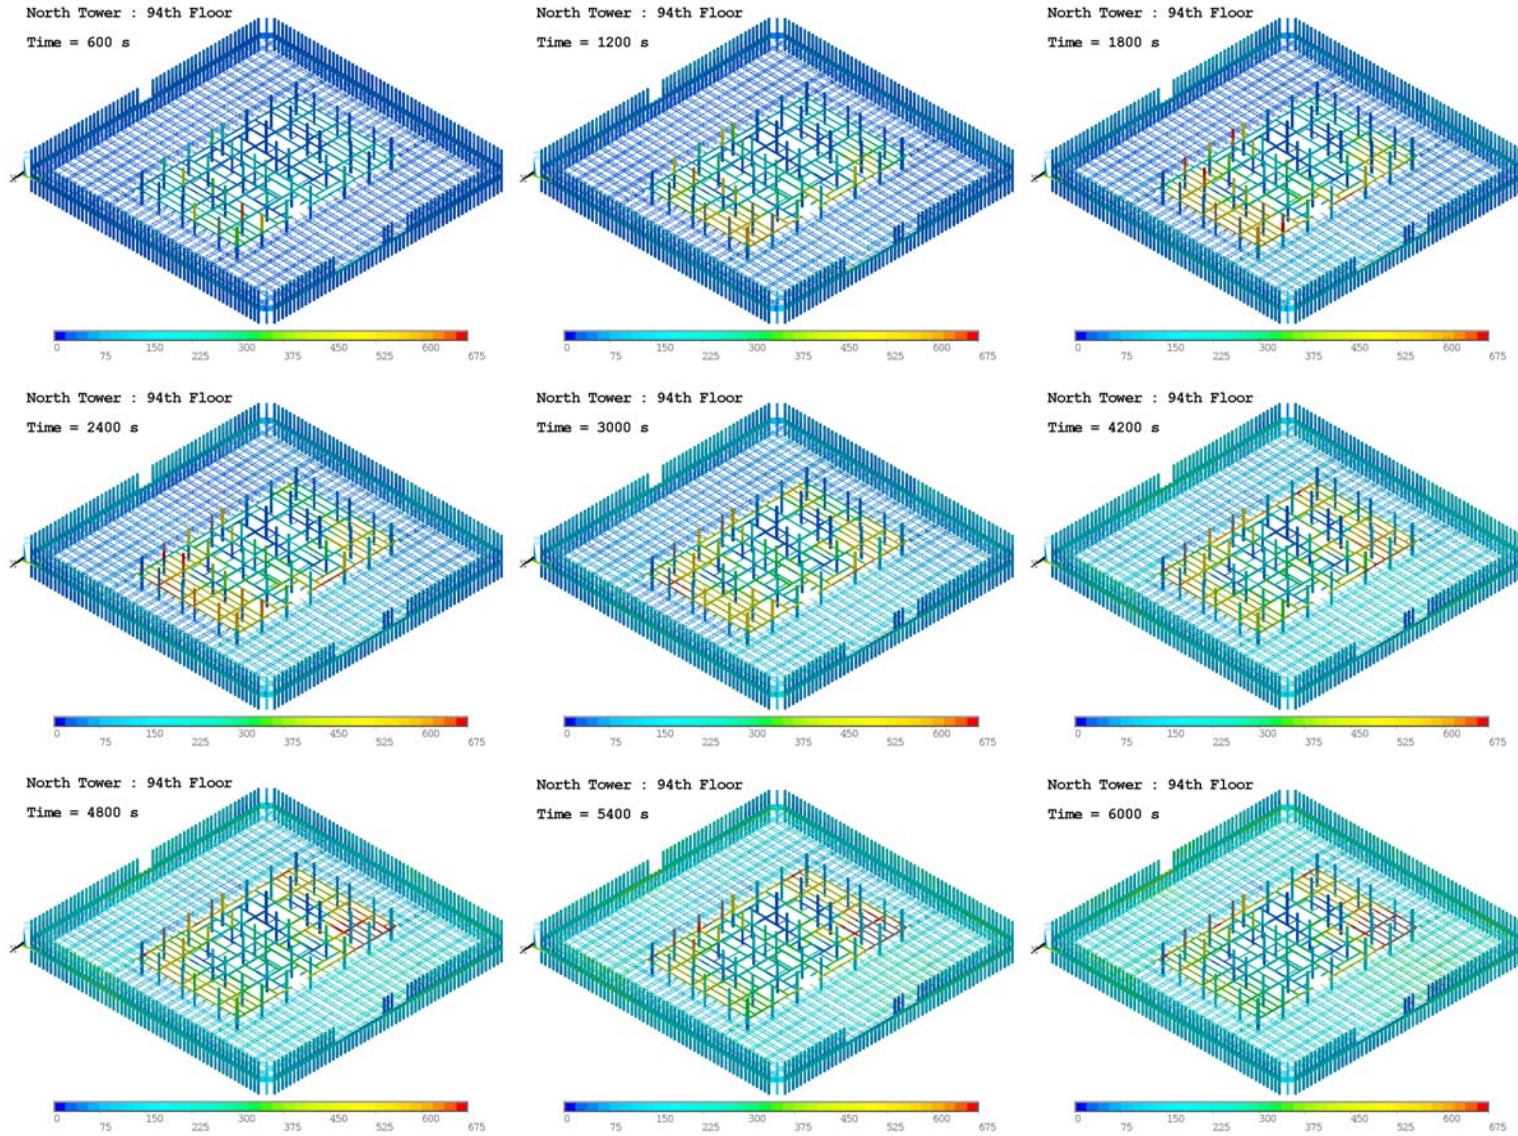 North Tower : 94th Floor
Time = 600 s
0 75 150 225 300 375 450 525 600 675
North Tower : 94th Floor
Time = 1200 s
0 75 150 225 300 375 450 525 600 675
North Tower : 94th Floor
Time = 1800 s
0 75 150 225 300 375 450 525 600 675
North Tower : 94th Floor
Time = 2400 s
0 75 150 225 300 375 450 525 600 675
North Tower : 94th Floor
Time = 3000 s
0 75 150 225 300 375 450 525 600 675
North Tower : 94th Floor
Time = 4200 s
0 75 150 225 300 375 450 525 600 675
North Tower : 94th Floor
Time = 4800 s
0 75 150 225 300 375 450 525 600 675
North Tower : 94th Floor
Time = 5400 s
0 75 150 225 300 375 450 525 600 675
North Tower : 94th Floor
Time = 6000 s
0 75 150 225 300 375 450 525 600 675